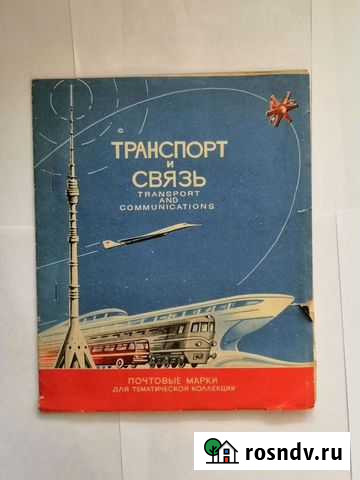 ТРАНСПОРТ
и
СВЯЗЬ
TRANSPORT
AND
COMMUNICATIONS
ПОЧТОВЫЕ МАРКИ
ДЛЯ ТЕМАТИЧЕСКОЙ КОЛЛЕКЦИИ
rosndv.ru